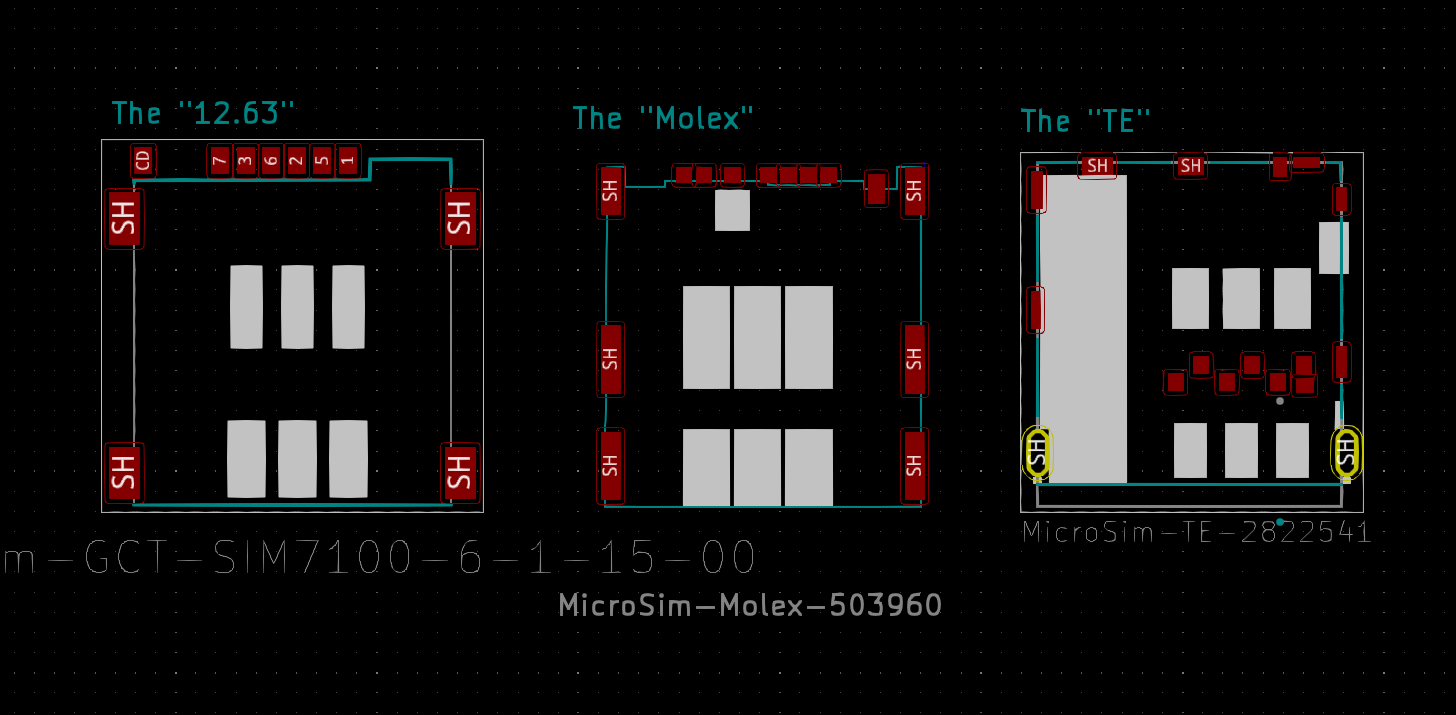 The "12.63"
The "Molex"
The "TE"
CD 7 3 6 2 5 1
SH SH
SH SH
SH SH
SH SH
SH SH
SH SH
SH SH
m-GCT-SIM7100-6-1-15-00
MicroSim-Molex-503960
MicroSim-TE-2822541